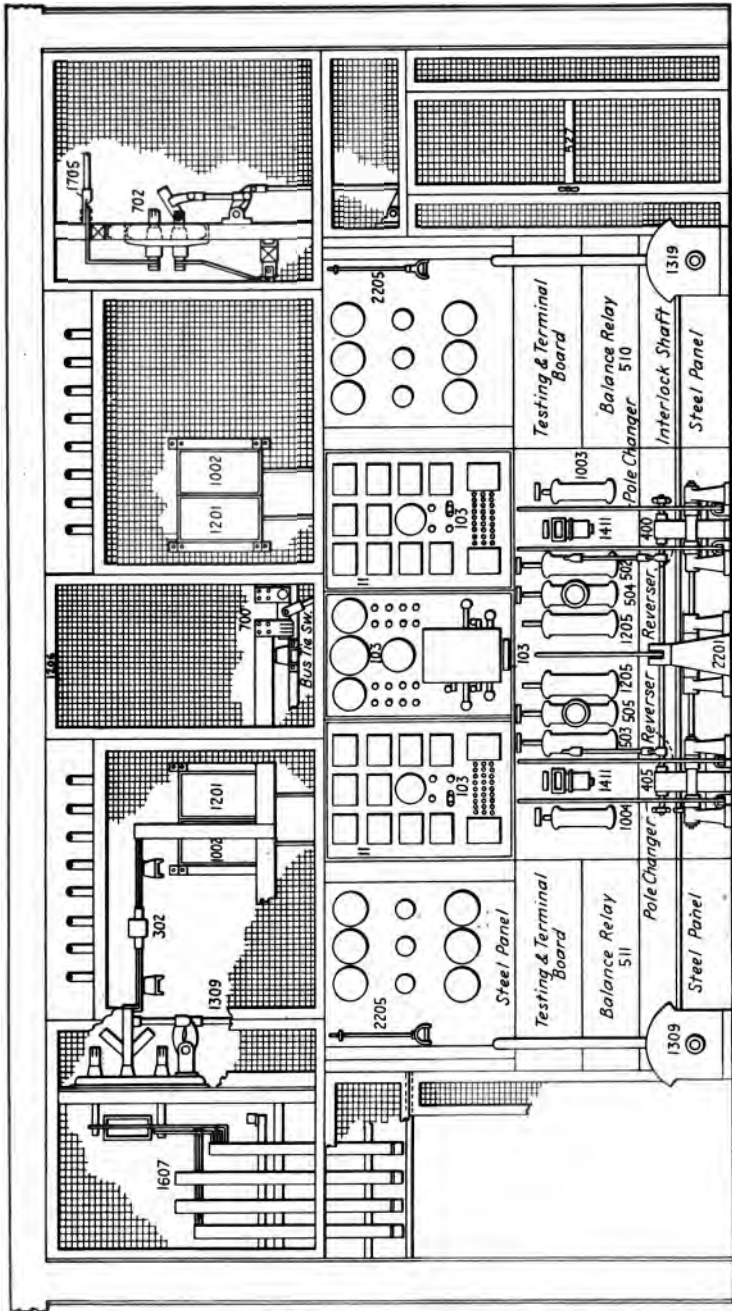 1206
1705
702
302
1607
1309
1002
1201
700
1201
1002
Bus Tie Sw.
2205
103
2205
11
11
103
103
103
Steel Panel
527
Testing & Terminal
Board
Testing & Terminal
Board
Balance Relay
511
1004
1411
503
505
1205
1205
504
502
1411
1003
Balance Relay
510
Pole Changer
405
Reverser
Reverser
400
Pole Changer
1309
Interlock Shaft
1319
Steel Panel
2201
Steel Panel